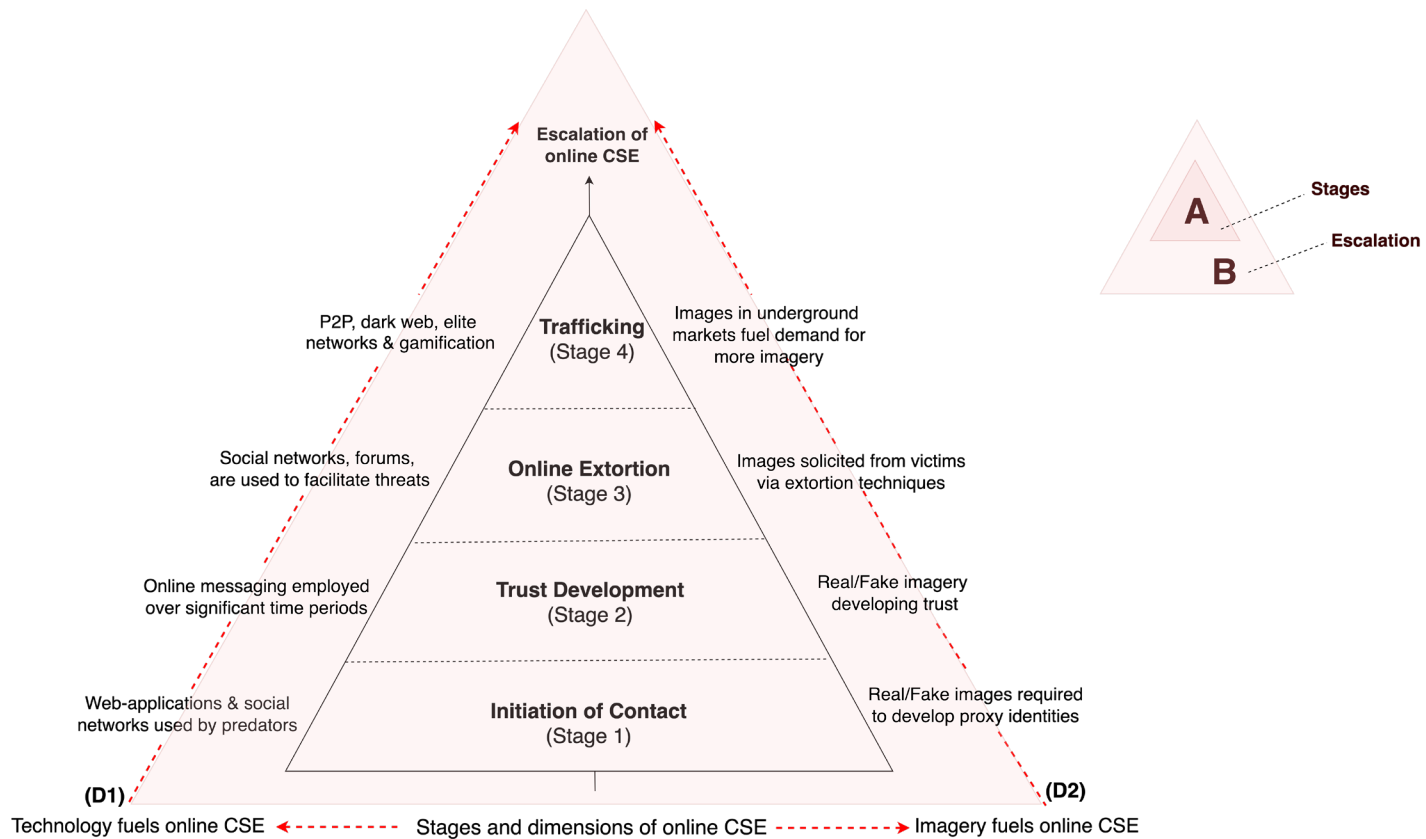 Escalation of
online CSE
Stages
A
Escalation
B
P2P, dark web, elite
networks & gamification
Trafficking
(Stage 4)
Images in underground
markets fuel demand for
more imagery
Social networks, forums,
are used to facilitate threats
Online Extortion
(Stage 3)
Images solicited from victims
via extortion techniques
Online messaging employed
over significant time periods
Trust Development
(Stage 2)
Real/Fake imagery
developing trust
Web-applications & social
networks used by predators
Initiation of Contact
(Stage 1)
Real/Fake images required
to develop proxy identities
(D1)
(D2)
Technology fuels online CSE
Stages and dimensions of online CSE
Imagery fuels online CSE